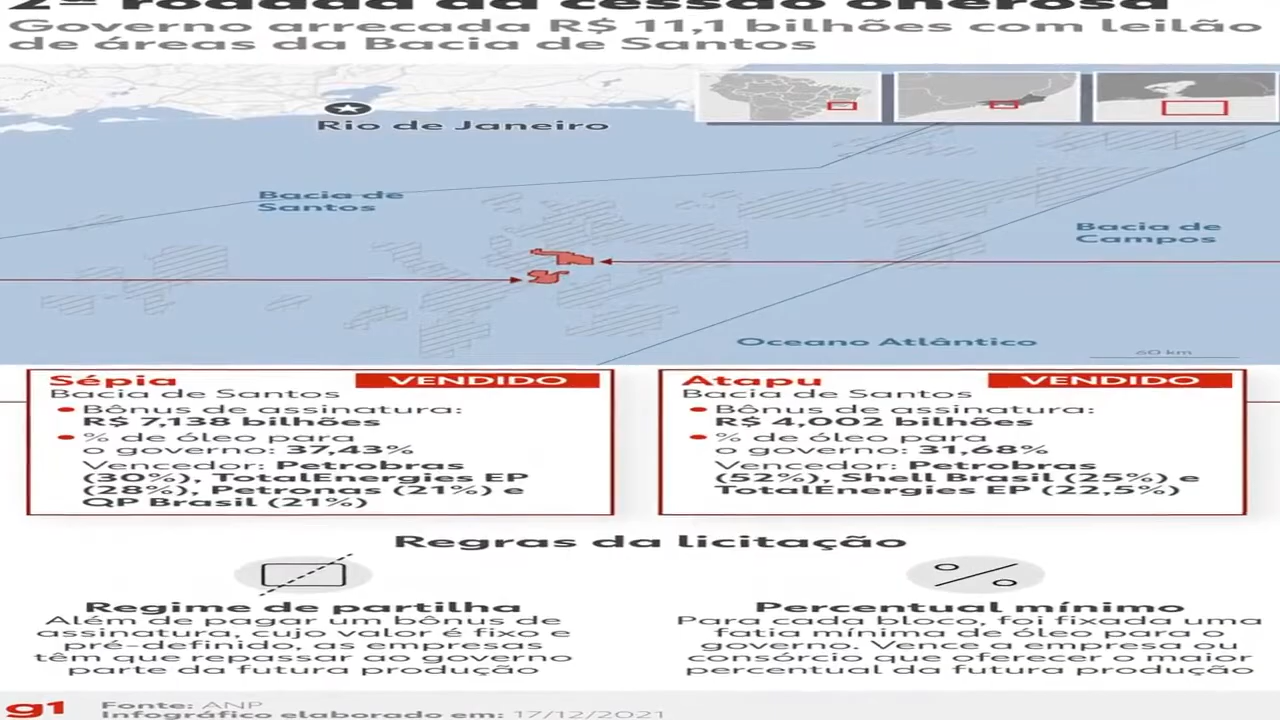 2ª rodada da cessão onerosa
Governo arrecada R$ 11,1 bilhões com leilão
de áreas da Bacia de Santos
Rio de Janeiro
Bacia de
Santos
Bacia de
Campos
Oceano Atlântico
60 km
Sépia
VENDIDO
Bacia de Santos
Bônus de assinatura:
R$ 7,138 bilhões
% de óleo para
o governo: 37,43%
Vencedor: Petrobras
(30%), TotalEnergies EP
(28%), Petronas (21%) e
QP Brasil (21%)
Atapu
VENDIDO
Bacia de Santos
Bônus de assinatura:
R$ 4,002 bilhões
% de óleo para
o governo: 31,68%
Vencedor: Petrobras
(52%), Shell Brasil (25%) e
TotalEnergies EP (22,5%)
Regras da licitação
Regime de partilha
Além de pagar um bônus de
assinatura, cujo valor é fixo e
pré-definido, as empresas
têm que repassar ao governo
parte da futura produção
Percentual mínimo
Para cada bloco, foi fixada uma
fatia mínima de óleo para o
governo. Vence a empresa ou
consórcio que oferecer o maior
percentual da futura produção
g1
Fonte: ANP
Infográfico elaborado em: 17/12/2021